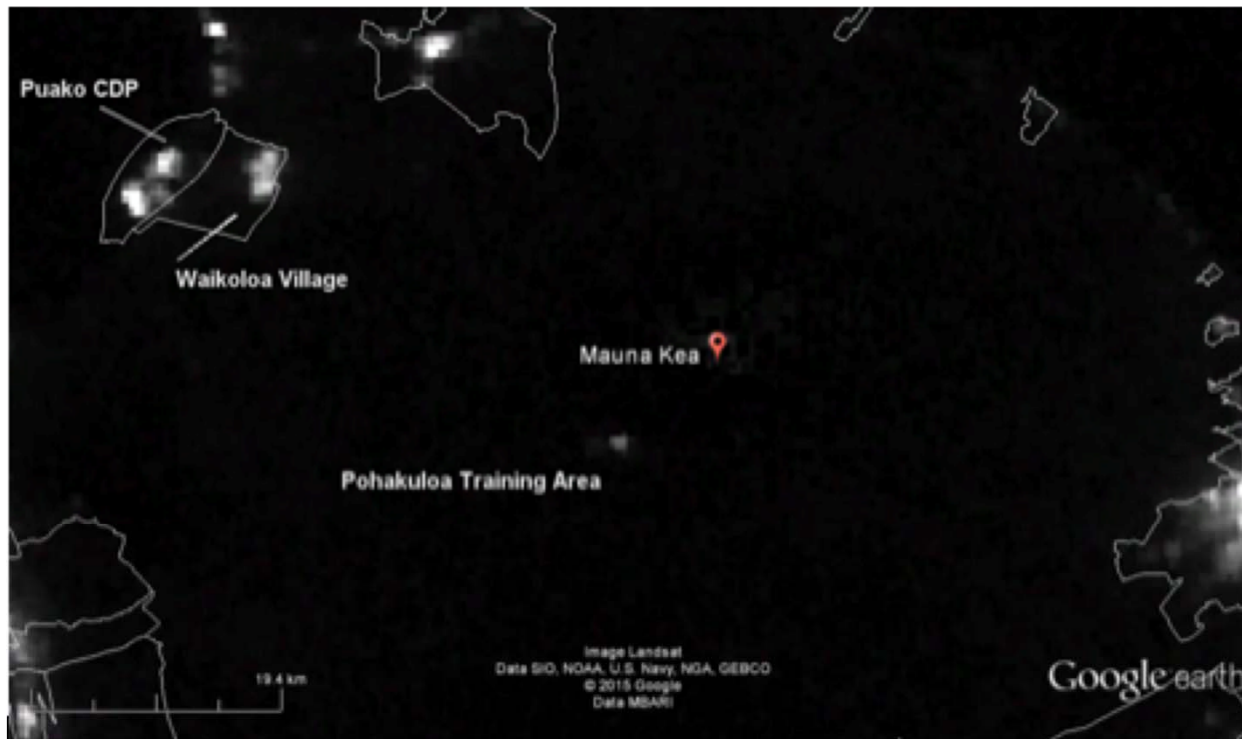 Puako CDP
Waikoloa Village
Mauna Kea
Pohakuloa Training Area
Image Landsat
Data SIO, NOAA, U.S. Navy, NGA, GEBCO
© 2015 Google
Data MBARI
19.4 km
Google earth